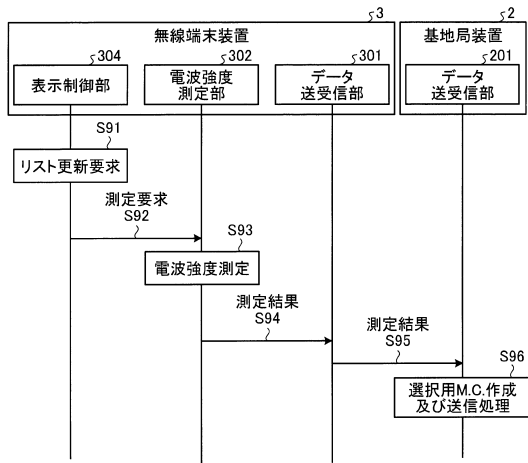 3
2
無線端末装置
基地局装置
304
302
301
201
表示制御部
電波強度
測定部
データ
送受信部
データ
送受信部
S91
リスト更新要求
測定要求
S92
S93
電波強度測定
測定結果
S94
測定結果
S95
S96
選択用M.C.作成
及び送信処理